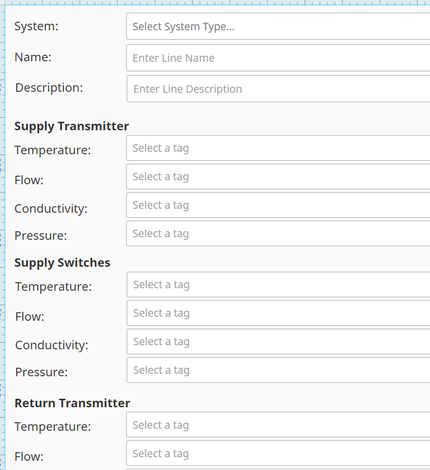 System: Select System Type...
Name: Enter Line Name
Description: Enter Line Description
Supply Transmitter
Temperature: Select a tag
Flow: Select a tag
Conductivity: Select a tag
Pressure: Select a tag
Supply Switches
Temperature: Select a tag
Flow: Select a tag
Conductivity: Select a tag
Pressure: Select a tag
Return Transmitter
Temperature: Select a tag
Flow: Select a tag